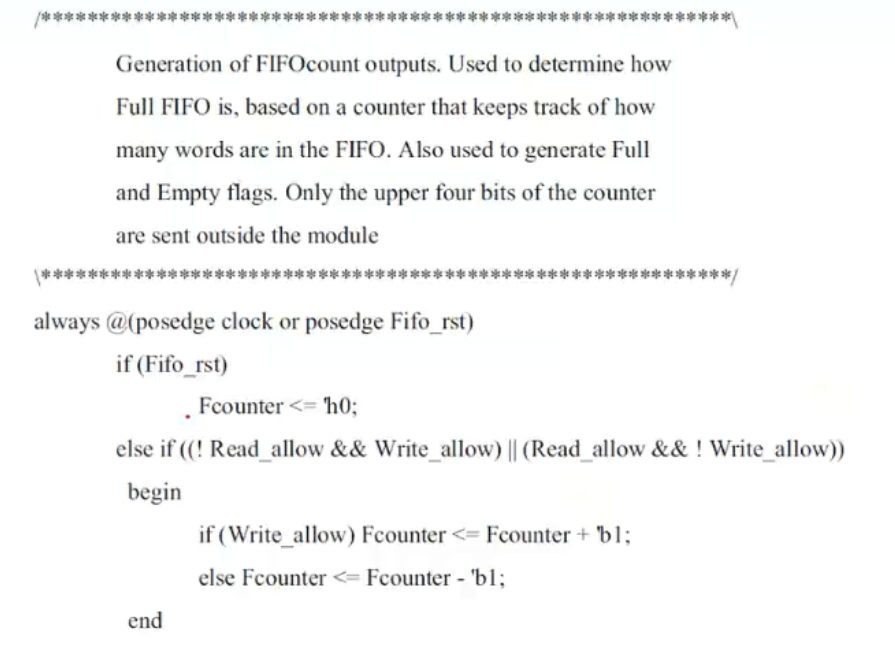 /************************************************************\
Generation of FIFOcount outputs. Used to determine how
Full FIFO is, based on a counter that keeps track of how
many words are in the FIFO. Also used to generate Full
and Empty flags. Only the upper four bits of the counter
are sent outside the module
\************************************************************/
always @(posedge clock or posedge Fifo_rst)
if (Fifo_rst)
Fcounter <= 'h0;
else if ((! Read_allow && Write_allow) || (Read_allow && ! Write_allow))
begin
if (Write_allow) Fcounter <= Fcounter + 'b1;
else Fcounter <= Fcounter - 'b1;
end